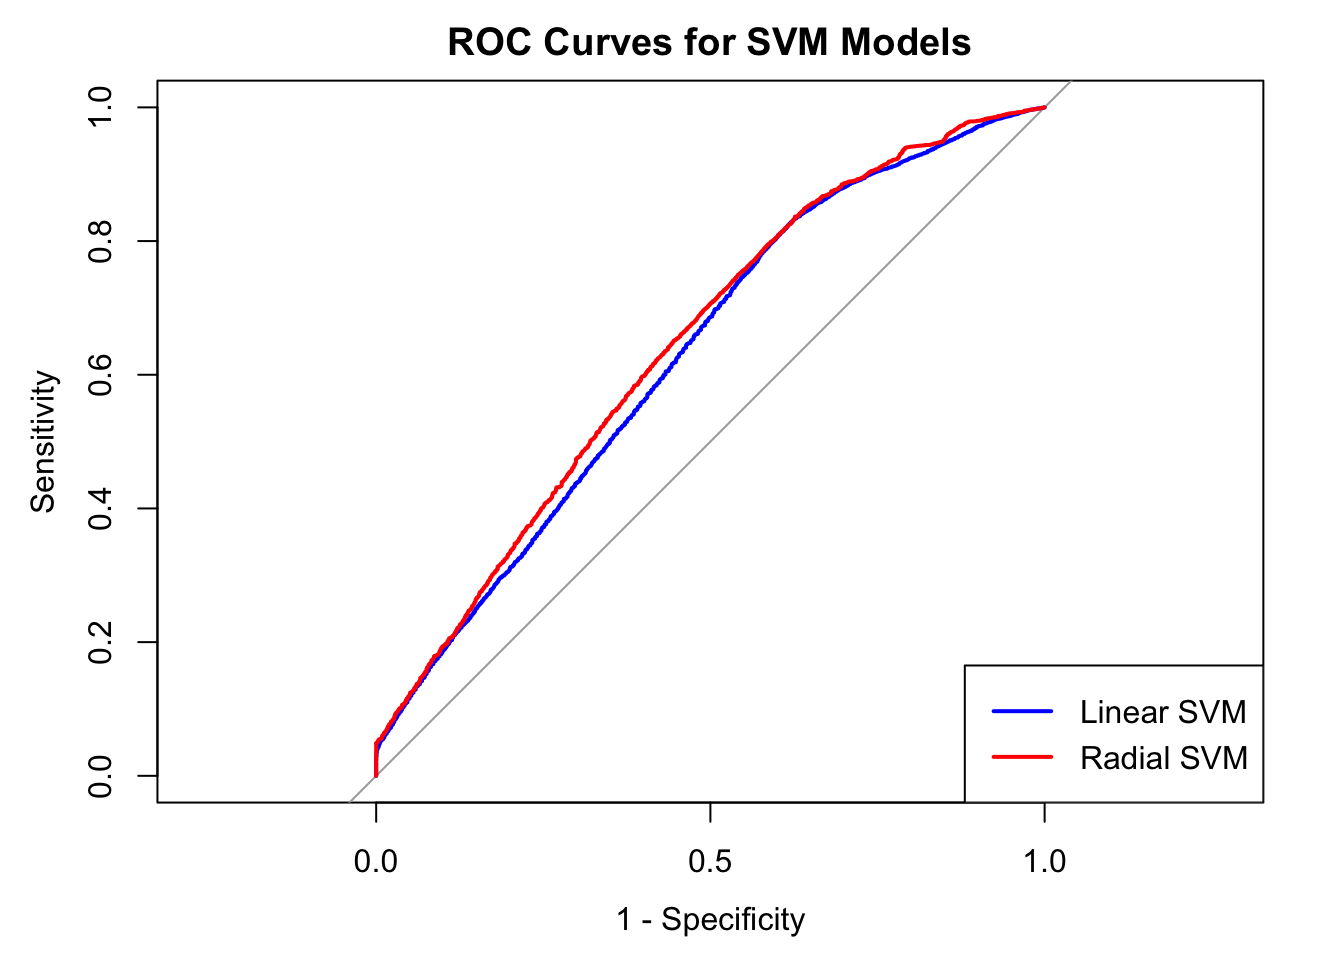 ROC Curves for SVM Models
Sensitivity
1.0
0.8
0.6
0.4
0.2
0.0
0.0 0.5 1.0
1 - Specificity
Linear SVM
Radial SVM